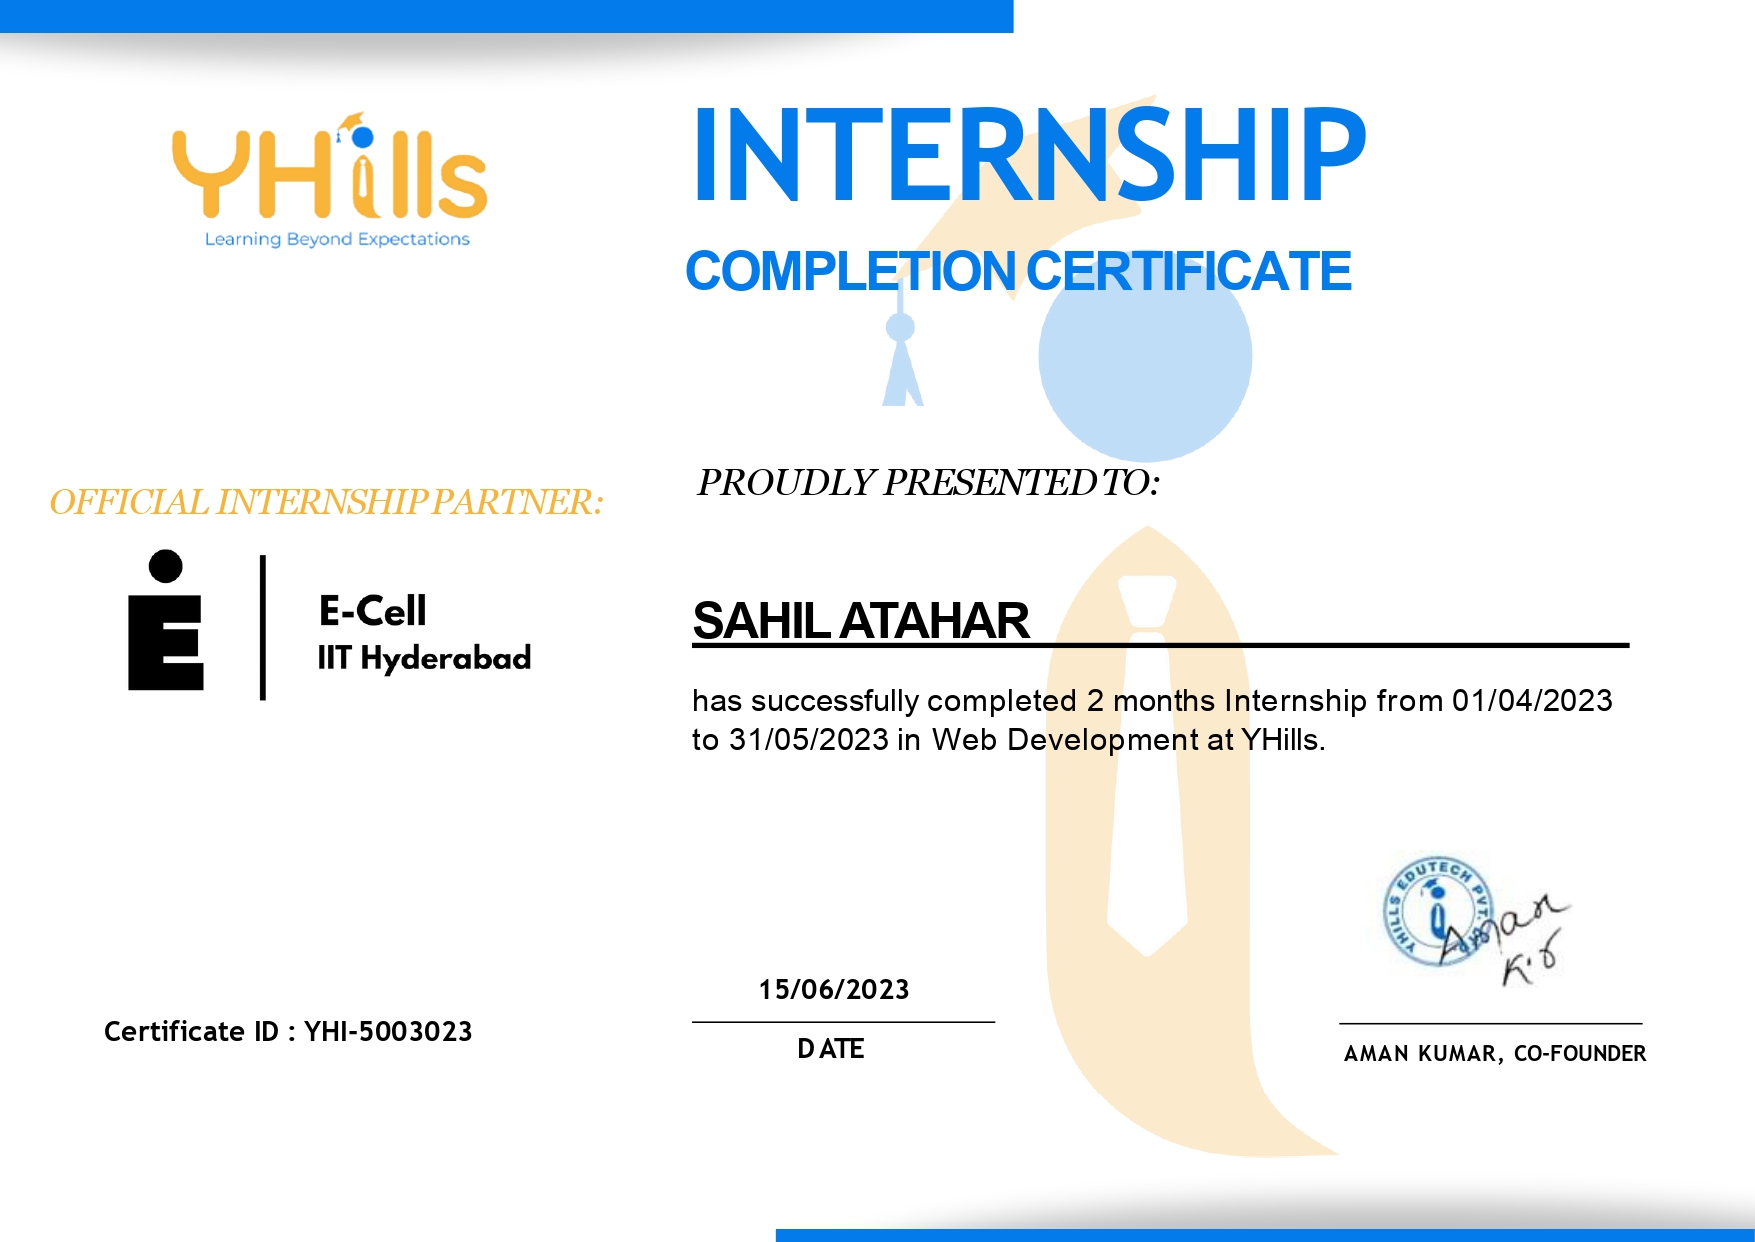 YHills
Learning Beyond Expectations
INTERNSHIP
COMPLETION CERTIFICATE
OFFICIAL INTERNSHIP PARTNER:
E
E-Cell
IIT Hyderabad
PROUDLY PRESENTED TO:
SAHIL ATAHAR
has successfully completed 2 months Internship from 01/04/2023
to 31/05/2023 in Web Development at YHills.
YHILLS EDUTECH PVT.
Aman
K.
15/06/2023
DATE
Certificate ID : YHI-5003023
AMAN KUMAR, CO-FOUNDER